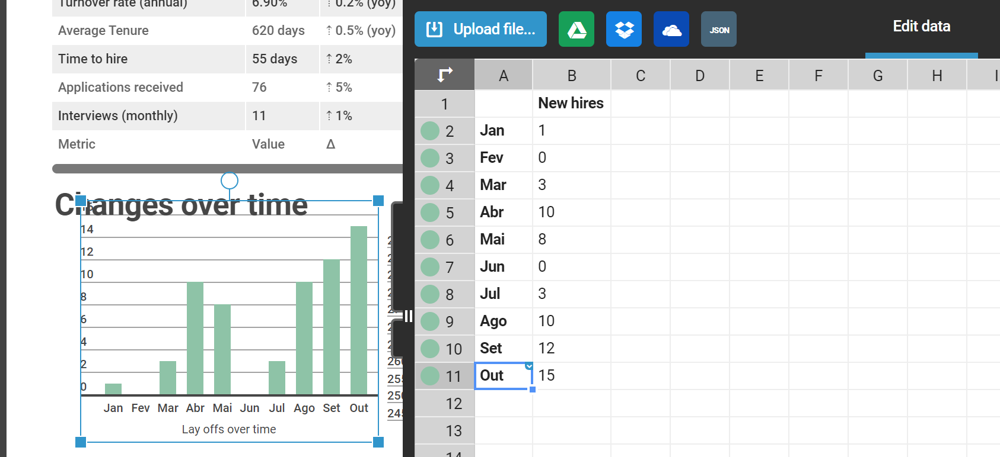 Turnover rate (annual) 6.90% ⇡ 0.2% (yoy)
Average Tenure 620 days ⇡ 0.5% (yoy)
Time to hire 55 days ⇡ 2%
Applications received 76 ⇡ 5%
Interviews (monthly) 11 ⇡ 1%
Metric Value Δ
Changes over time
14
12
10
8
6
4
2
0
Jan Fev Mar Abr Mai Jun Jul Ago Set Out
Lay offs over time
Upload file...
JSON
Edit data
A B C D E F G H I
1 New hires
2 Jan 1
3 Fev 0
4 Mar 3
5 Abr 10
6 Mai 8
7 Jun 0
8 Jul 3
9 Ago 10
10 Set 12
11 Out 15
12
13
14